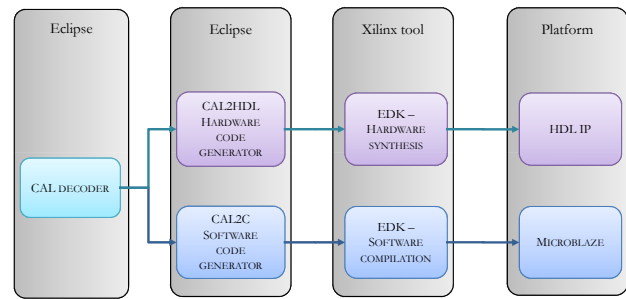 Eclipse
Eclipse
Xilinx tool
Platform
CAL2HDL
HARDWARE
CODE
GENERATOR
EDK –
HARDWARE
SYNTHESIS
HDL IP
CAL DECODER
CAL2C
SOFTWARE
CODE
GENERATOR
EDK –
SOFTWARE
COMPILATION
MICROBLAZE